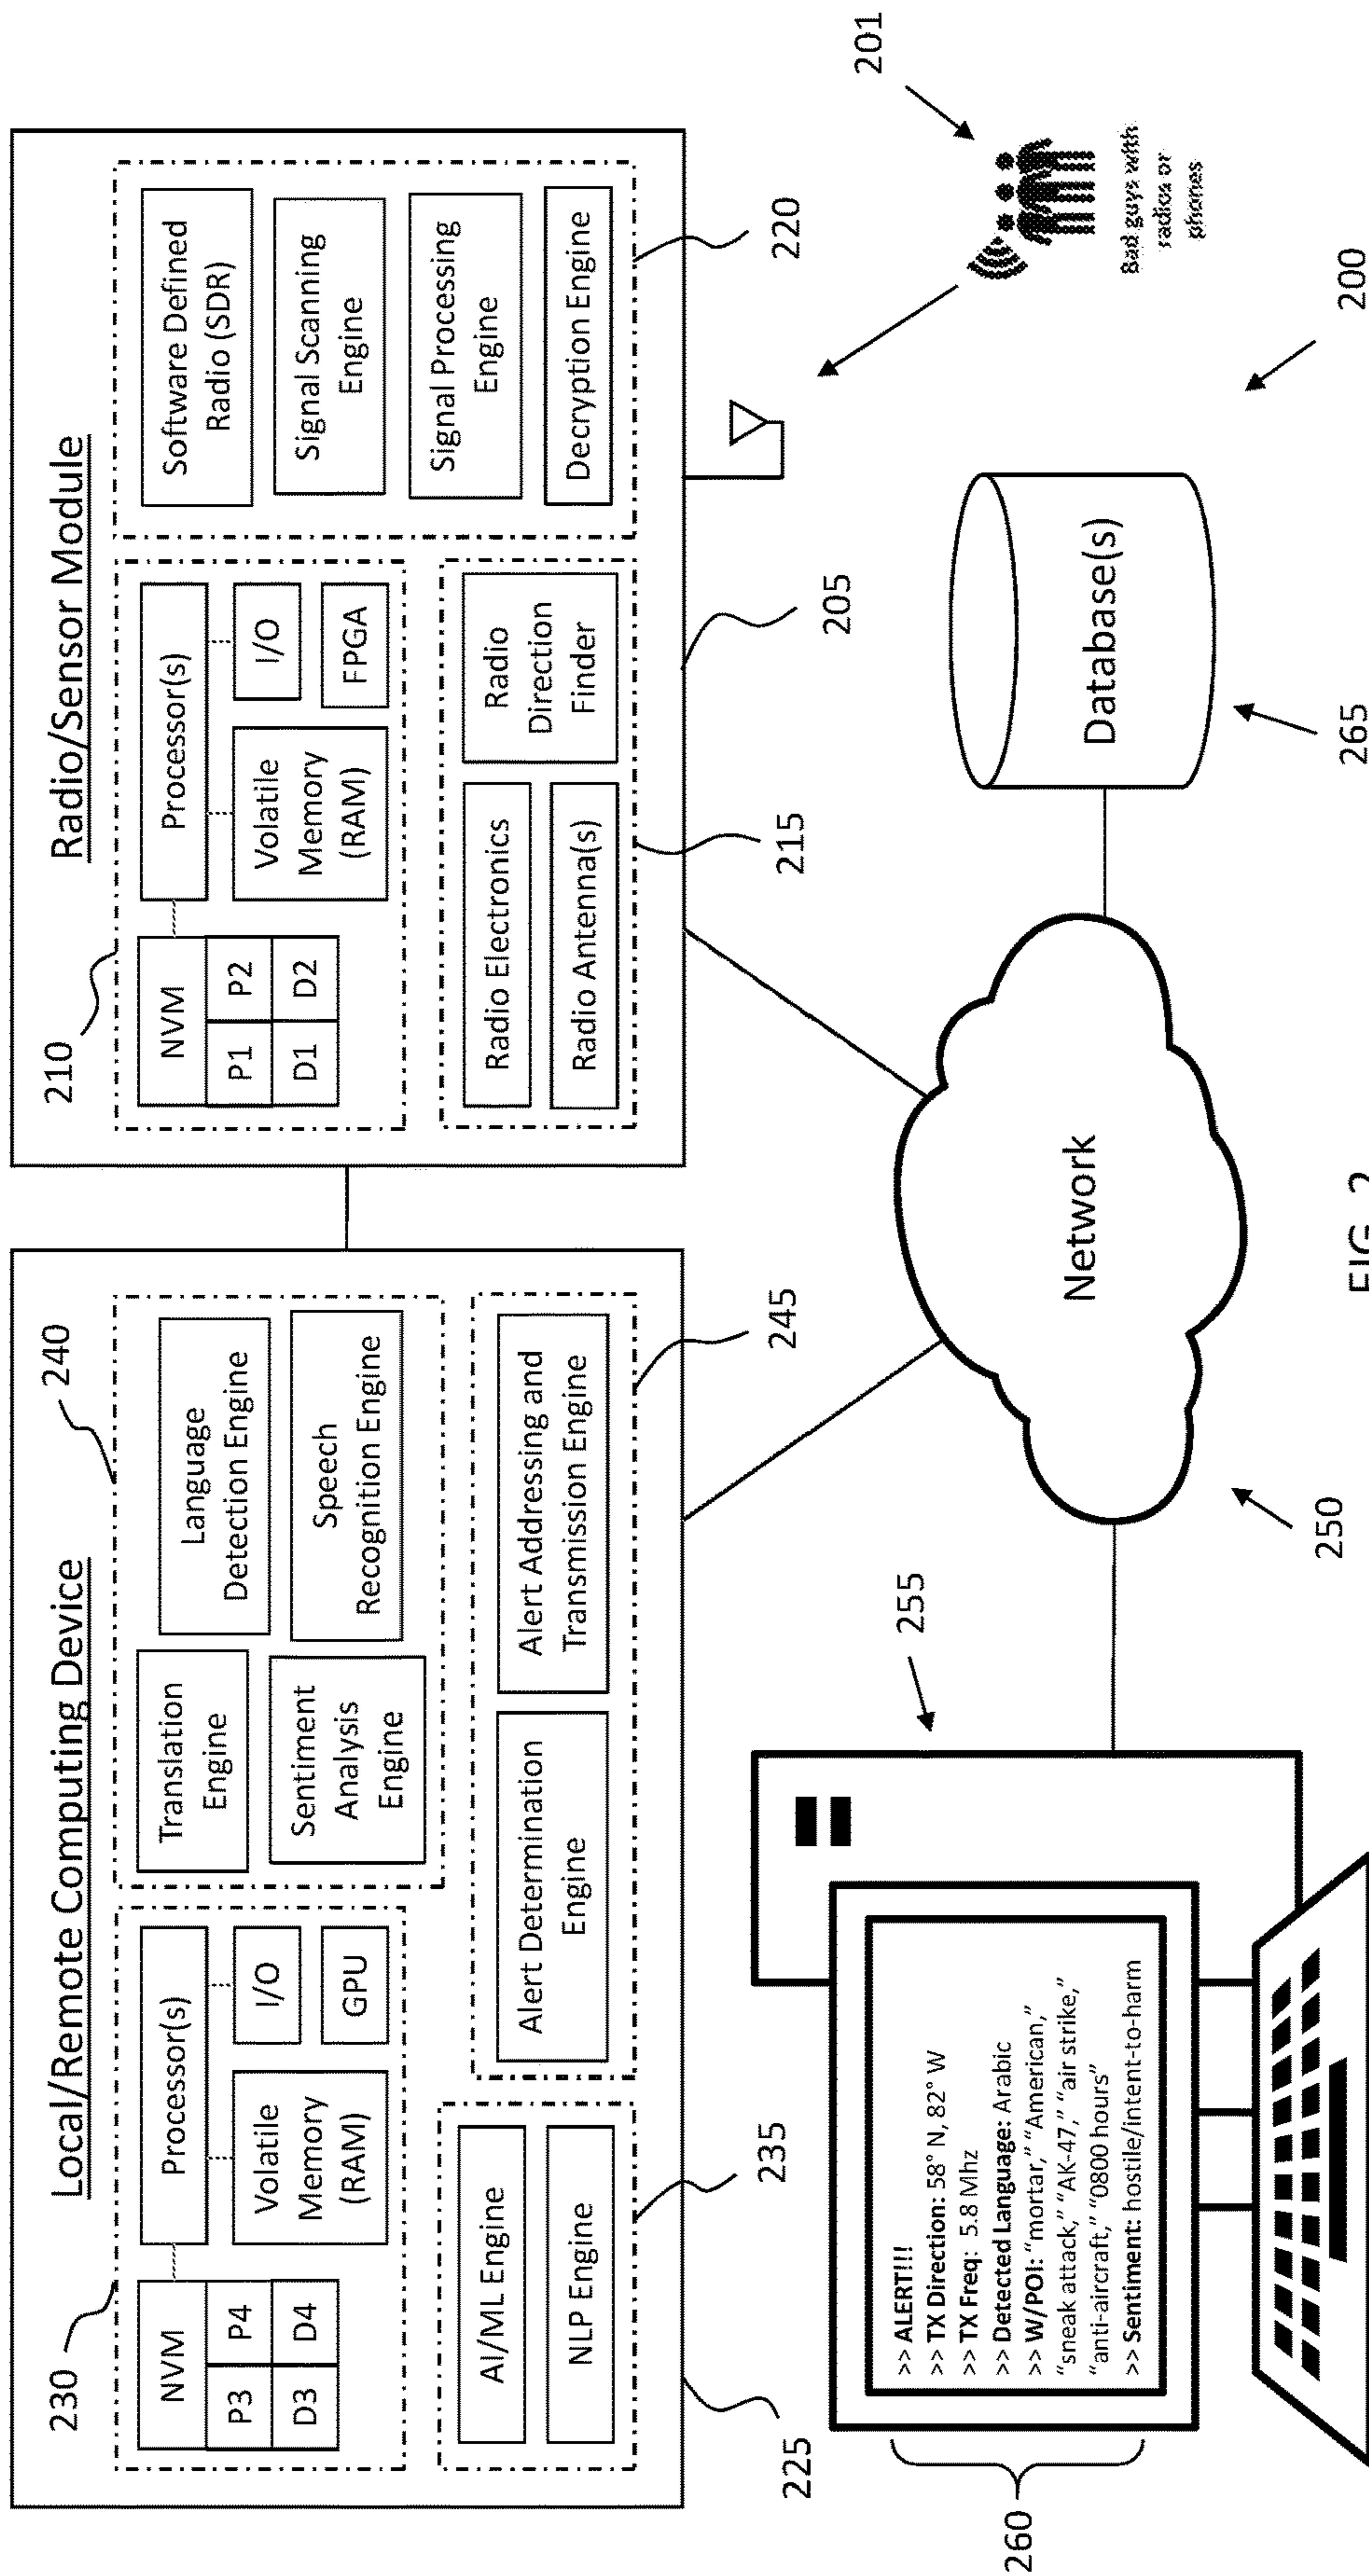 Local/Remote Computing Device
230
NVM
P3 P4
D3 D4
Processor(s)
Volatile
Memory
(RAM)
I/O
GPU
240
Translation
Engine
Language
Detection Engine
Sentiment
Analysis
Engine
Speech
Recognition Engine
AI/ML Engine
NLP Engine
235
225
Alert Determination
Engine
Alert Addressing and
Transmission Engine
245
Radio/Sensor Module
210
NVM
P1 P2
D1 D2
Processor(s)
Volatile
Memory
(RAM)
I/O
FPGA
Radio Electronics
Radio Antenna(s)
Radio
Direction
Finder
215
205
Software Defined
Radio (SDR)
Signal Scanning
Engine
Signal Processing
Engine
Decryption Engine
220
201
Bad guys with
radios or
phones
200
260
>> ALERT!!!
>> TX Direction: 58° N, 82° W
>> TX Freq: 5.8 Mhz
>> Detected Language: Arabic
>> W/POI: “mortar,” “American,”
“sneak attack,” “AK-47,” “air strike,”
“anti-aircraft,” “0800 hours”
>> Sentiment: hostile/intent-to-harm
255
Network
250
Database(s)
265
FIG. 2